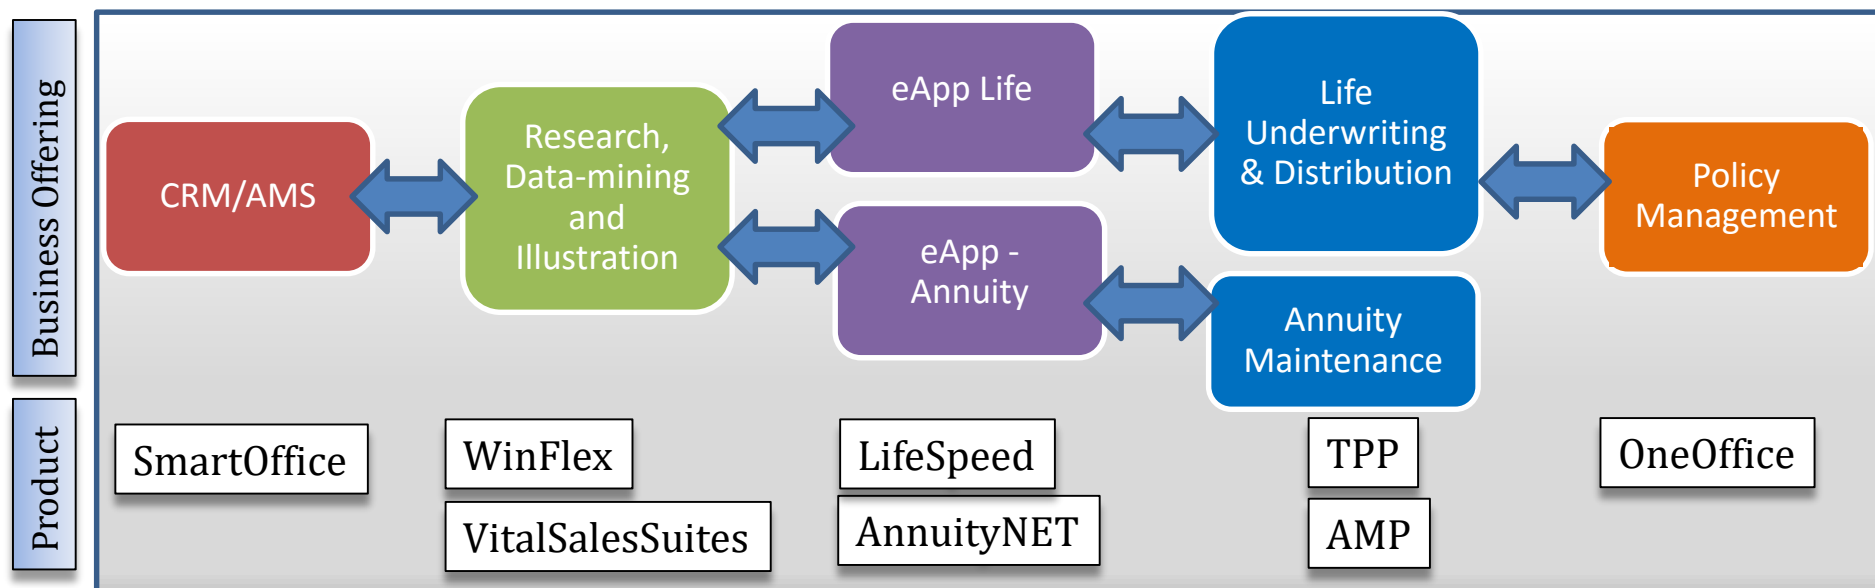 Business Offering
CRM/AMS
Research,
Data-mining
and
Illustration
eApp Life
eApp -
Annuity
Life
Underwriting
& Distribution
Annuity
Maintenance
Policy
Management
Product
SmartOffice
WinFlex
VitalSalesSuites
LifeSpeed
AnnuityNET
TPP
AMP
OneOffice